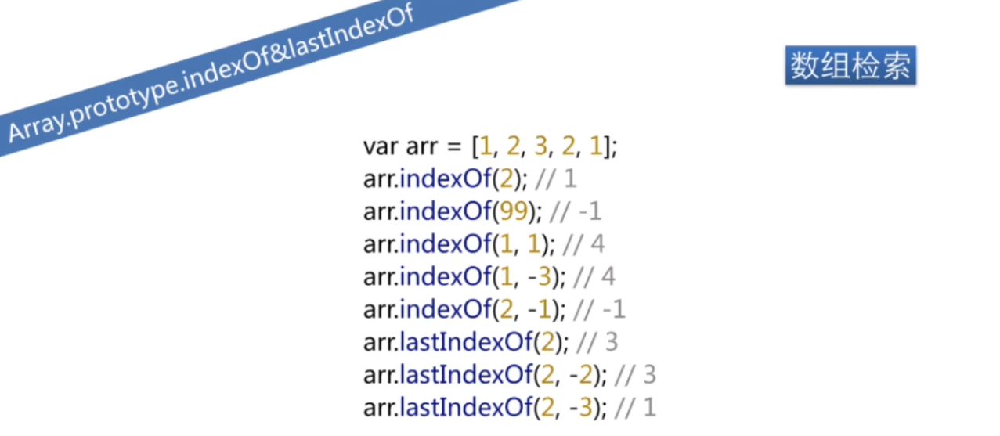 Array.prototype.indexOf&lastIndexOf
数组检索
var arr = [1, 2, 3, 2, 1];
arr.indexOf(2); // 1
arr.indexOf(99); // -1
arr.indexOf(1, 1); // 4
arr.indexOf(1, -3); // 4
arr.indexOf(2, -1); // -1
arr.lastIndexOf(2); // 3
arr.lastIndexOf(2, -2); // 3
arr.lastIndexOf(2, -3); // 1